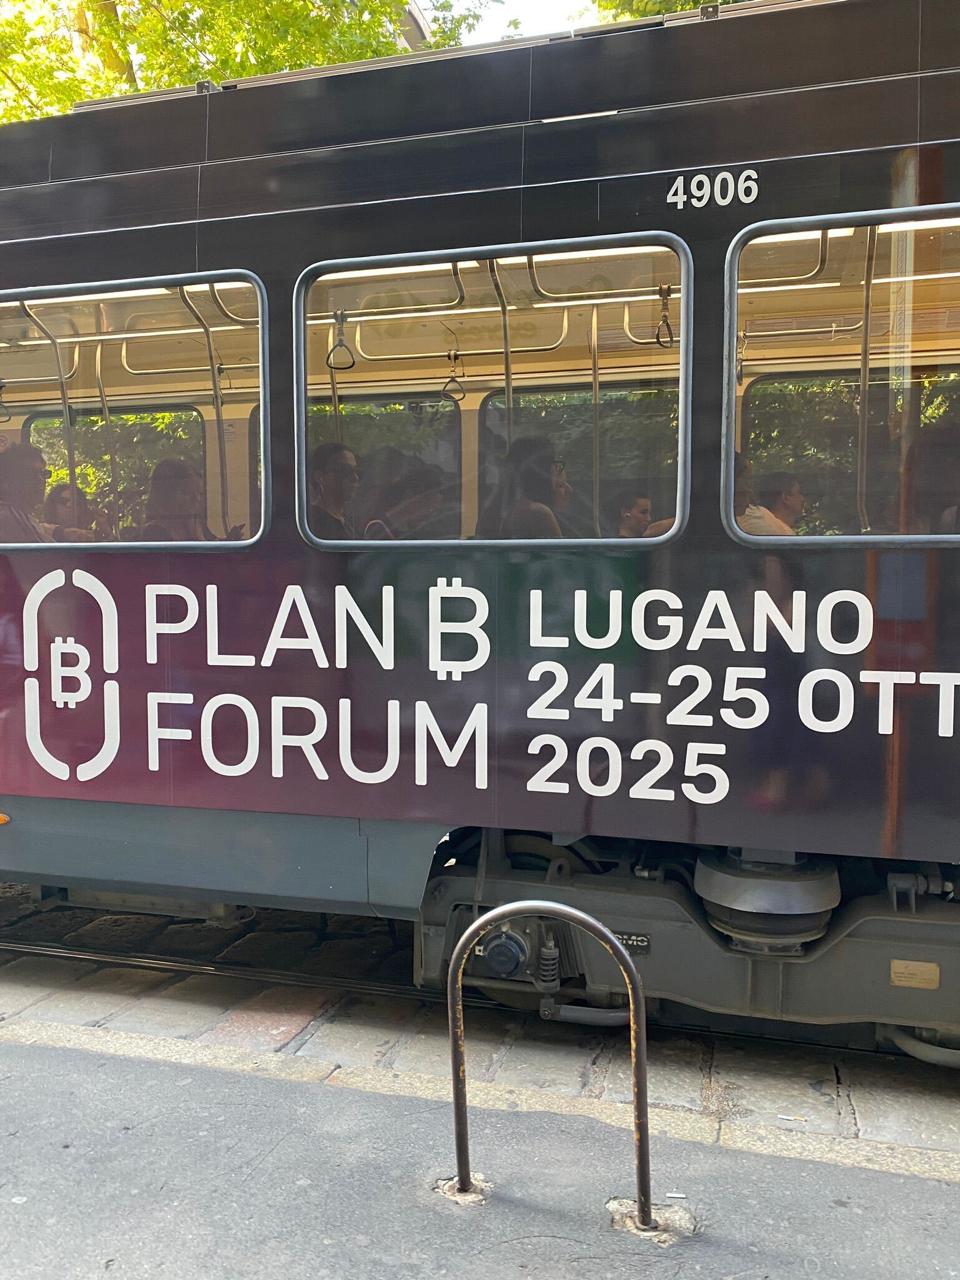 4906
PLAN ₿
FORUM
LUGANO
24-25 OTT
2025